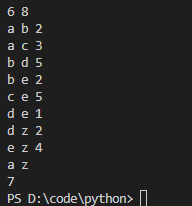 6 8
a b 2
a c 3
b d 5
b e 2
c e 5
d e 1
d z 2
e z 4
a z
7
PS D:\code\python>